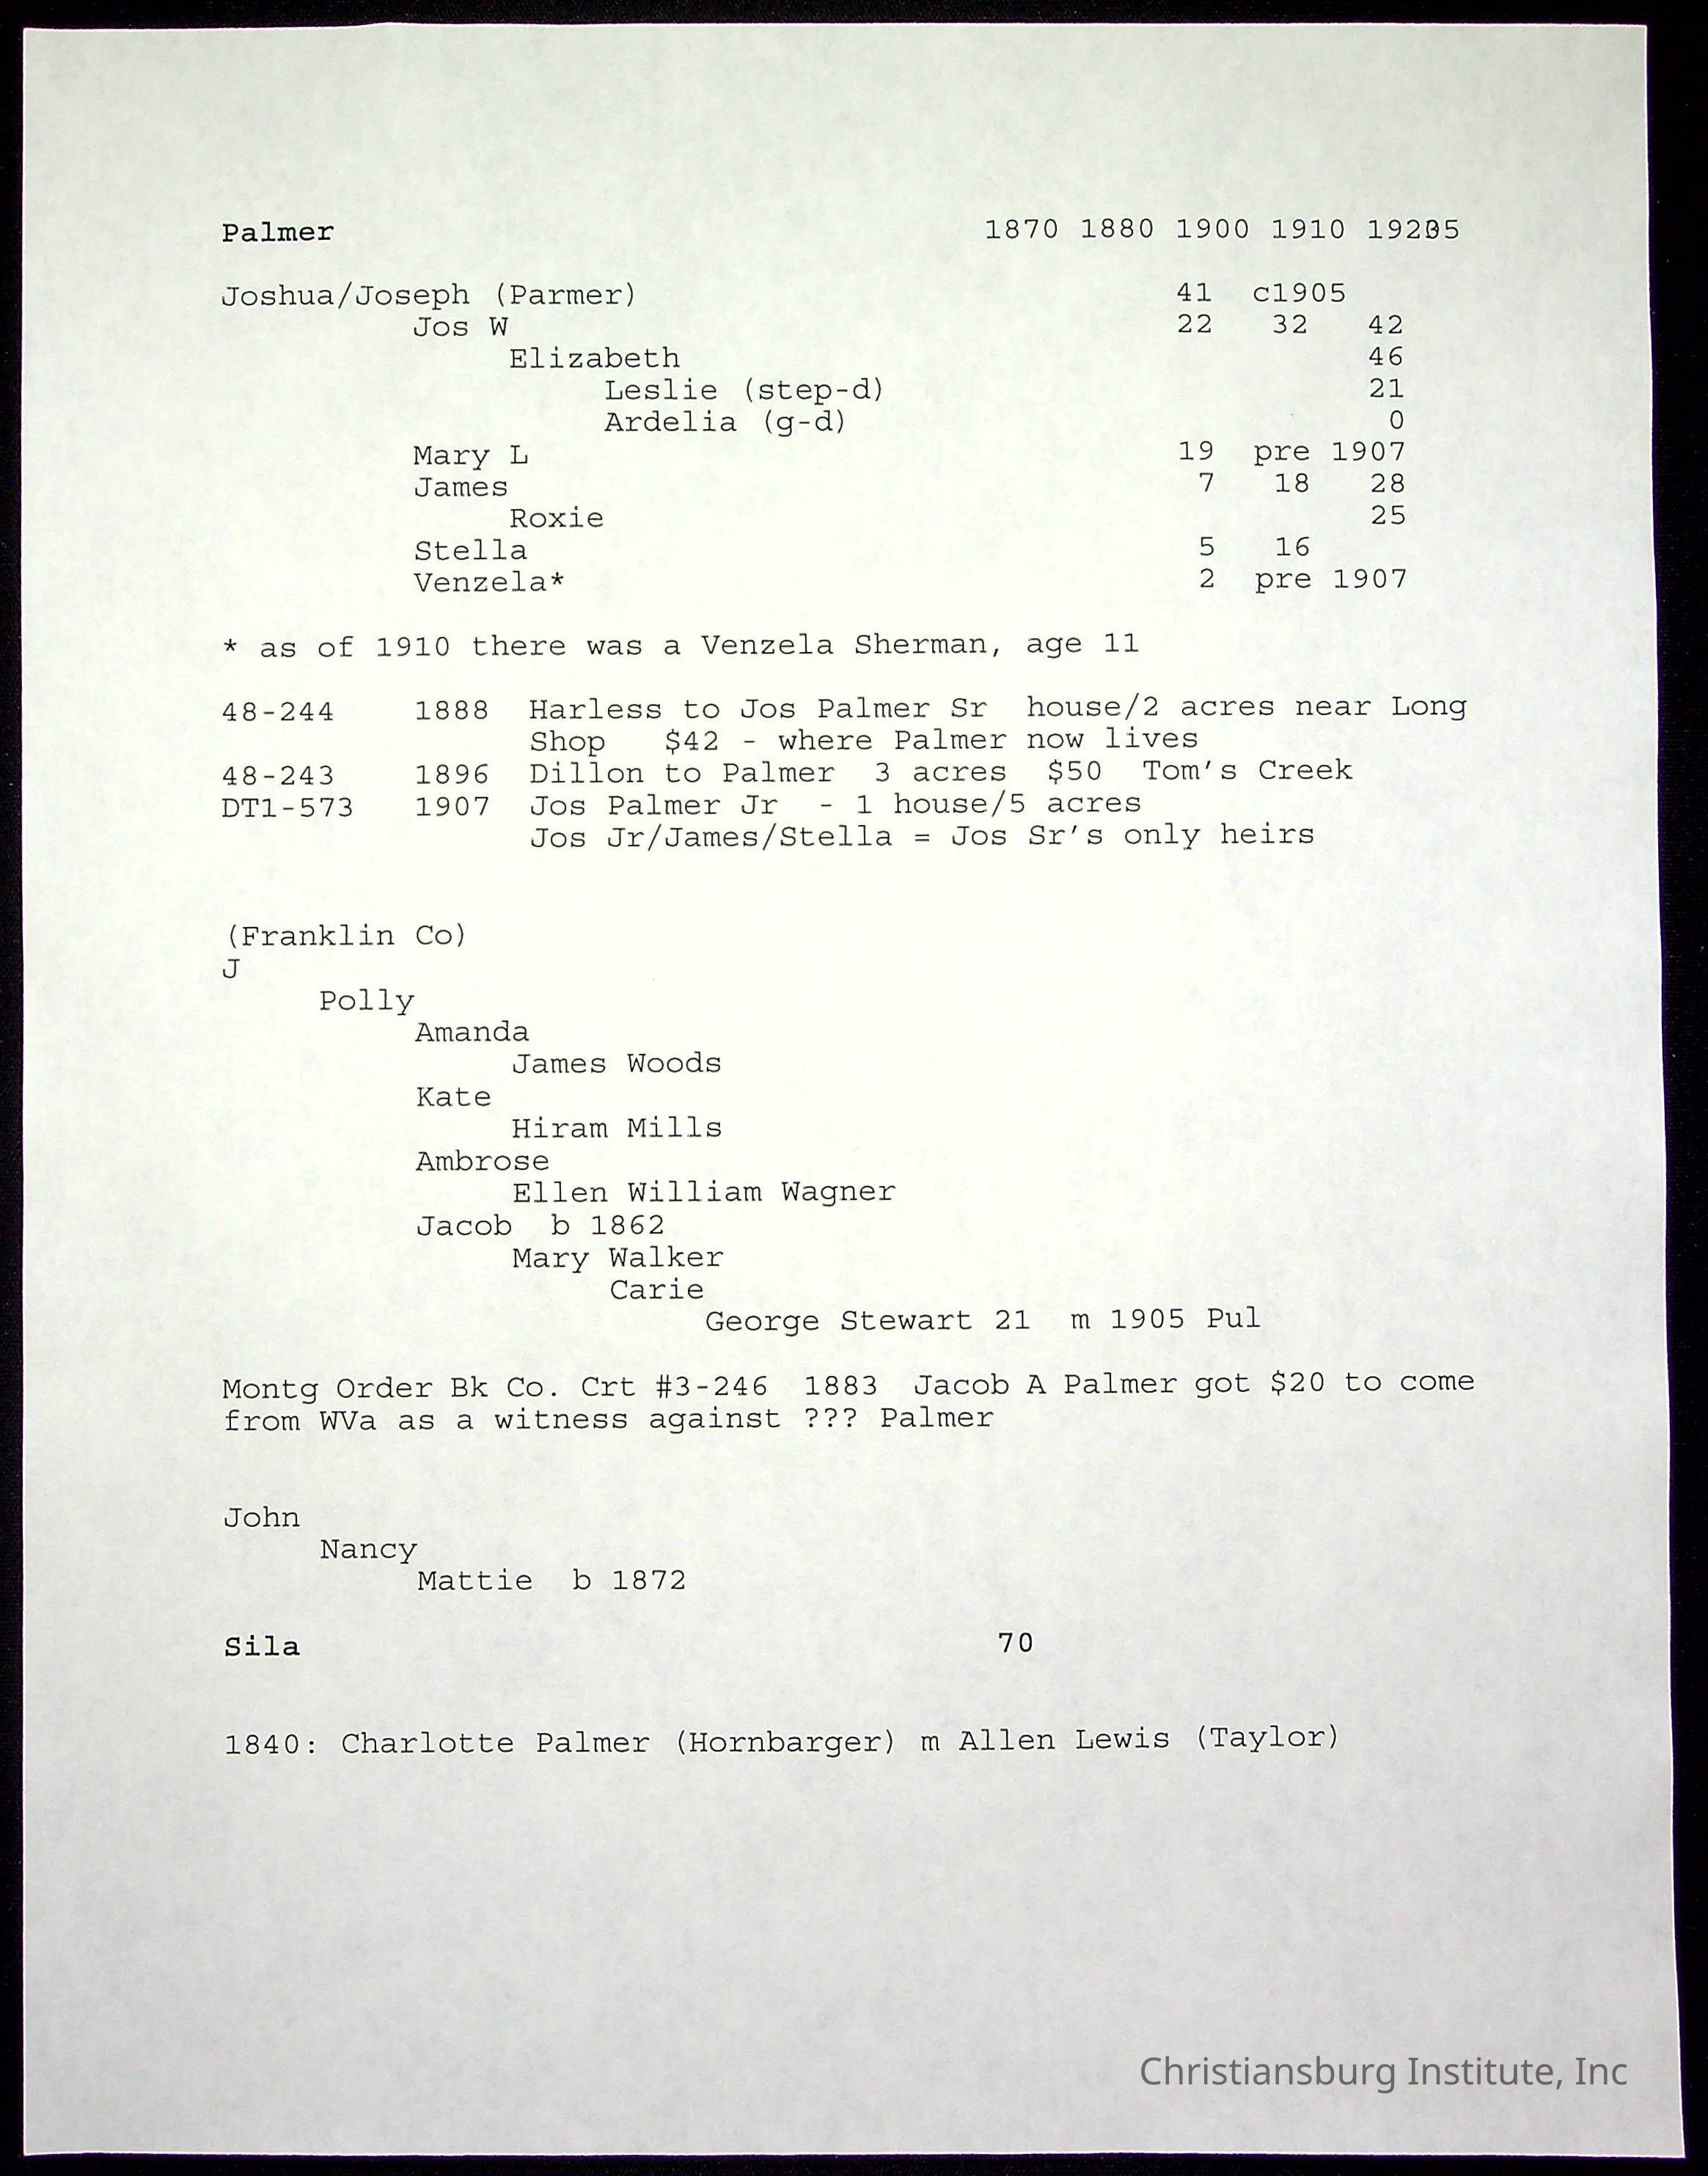 Palmer 1870 1880 1900 1910 1920
Joshua/Joseph (Parmer) 41 c1905
Jos W 22 32 42
Elizabeth 46
Leslie (step-d) 21
Ardelia (g-d) 0
Mary L 19 pre 1907
James 7 18 28
Roxie 25
Stella 5 16
Venzela* 2 pre 1907
* as of 1910 there was a Venzela Sherman, age 11
48-244 1888 Harless to Jos Palmer Sr house/2 acres near Long
Shop $42 - where Palmer now lives
48-243 1896 Dillon to Palmer 3 acres $50 Tom's Creek
DT1-573 1907 Jos Palmer Jr - 1 house/5 acres
Jos Jr/James/Stella = Jos Sr's only heirs
(Franklin Co)
J
Polly
Amanda
James Woods
Kate
Hiram Mills
Ambrose
Ellen William Wagner
Jacob b 1862
Mary Walker
Carie
George Stewart 21 m 1905 Pul
Montg Order Bk Co. Crt #3-246 1883 Jacob A Palmer got $20 to come
from WVa as a witness against ??? Palmer
John
Nancy
Mattie b 1872
Sila 70
1840: Charlotte Palmer (Hornbarger) m Allen Lewis (Taylor)
Christiansburg Institute, Inc